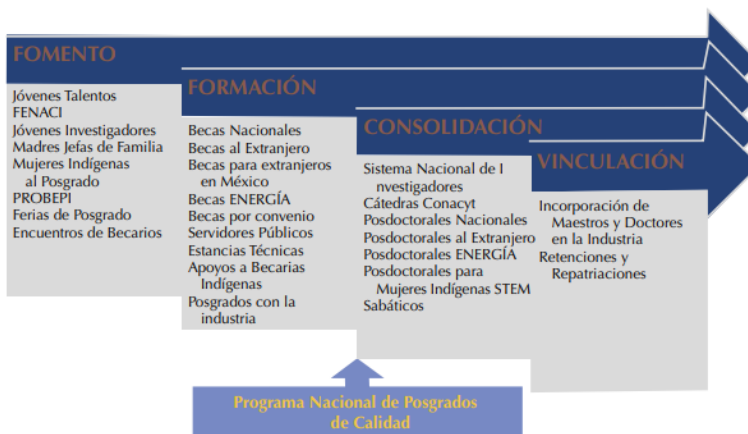 FOMENTO
Jóvenes Talentos
FENACI
Jóvenes Investigadores
Madres Jefas de Familia
Mujeres Indígenas
al Posgrado
PROBEPI
Ferias de Posgrado
Encuentros de Becarios
FORMACIÓN
Becas Nacionales
Becas al Extranjero
Becas para extranjeros
en México
Becas ENERGÍA
Becas por convenio
Servidores Públicos
Estancias Técnicas
Apoyos a Becarias
Indígenas
Posgrados con la
industria
CONSOLIDACIÓN
Sistema Nacional de I
nvestigadores
Cátedras Conacyt
Posdoctorales Nacionales
Posdoctorales al Extranjero
Posdoctorales ENERGÍA
Posdoctorales para
Mujeres Indígenas STEM
Sabáticos
VINCULACIÓN
Incorporación de
Maestros y Doctores
en la Industria
Retenciones y
Repatriaciones
Programa Nacional de Posgrados
de Calidad